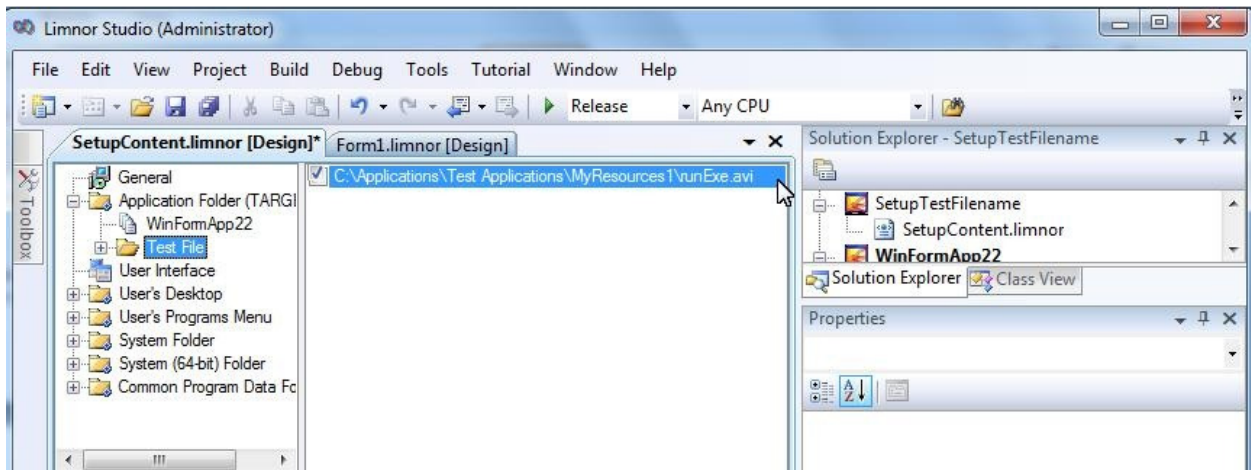 Limnor Studio (Administrator)
File Edit View Project Build Debug Tools Tutorial Window Help
Release Any CPU
Toolbox
SetupContent.limnor [Design]* Form1.limnor [Design]
General
Application Folder (TARGI
WinFormApp22
Test File
User Interface
User's Desktop
User's Programs Menu
System Folder
System (64-bit) Folder
Common Program Data Fc
C:\Applications\Test Applications\MyResources1\runExe.avi
Solution Explorer - SetupTestFilename
SetupTestFilename
SetupContent.limnor
WinFormApp22
Solution Explorer Class View
Properties